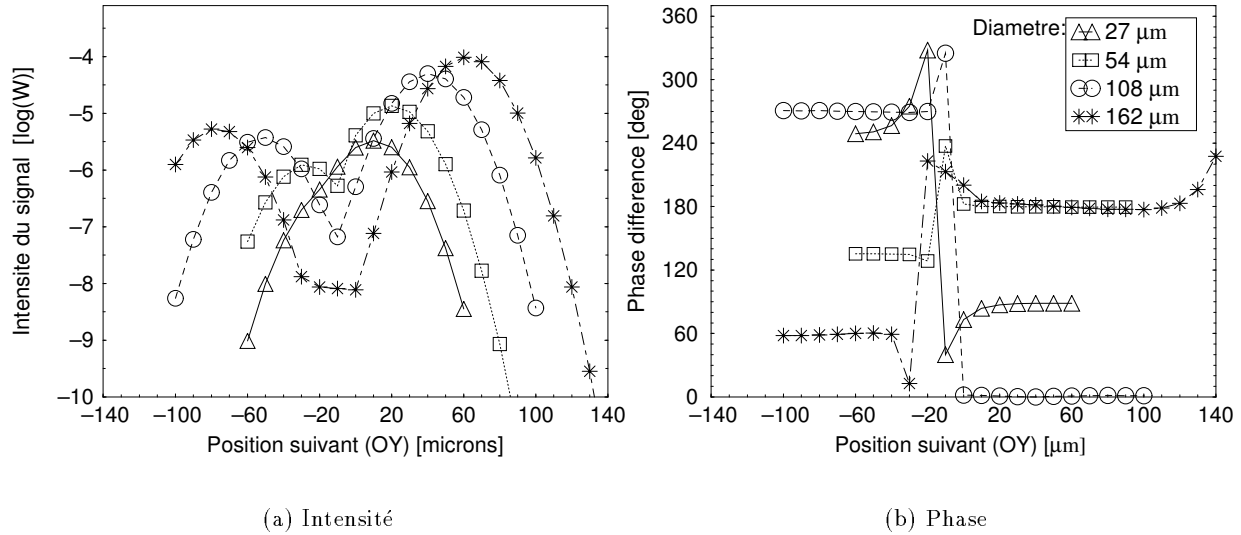 Intensite du signal [log(W)]
−4
−5
−6
−7
−8
−9
−10
−140 −100 −60 −20 20 60 100 140
Position suivant (OY) [microns)
(a) Intensité
Phase difference [deg]
360
300
240
180
120
60
0
−140 −100 −60 −20 20 60 100 140
Position suivant (OY) [µm]
Diametre:
27 µm
54 µm
108 µm
162 µm
(b) Phase